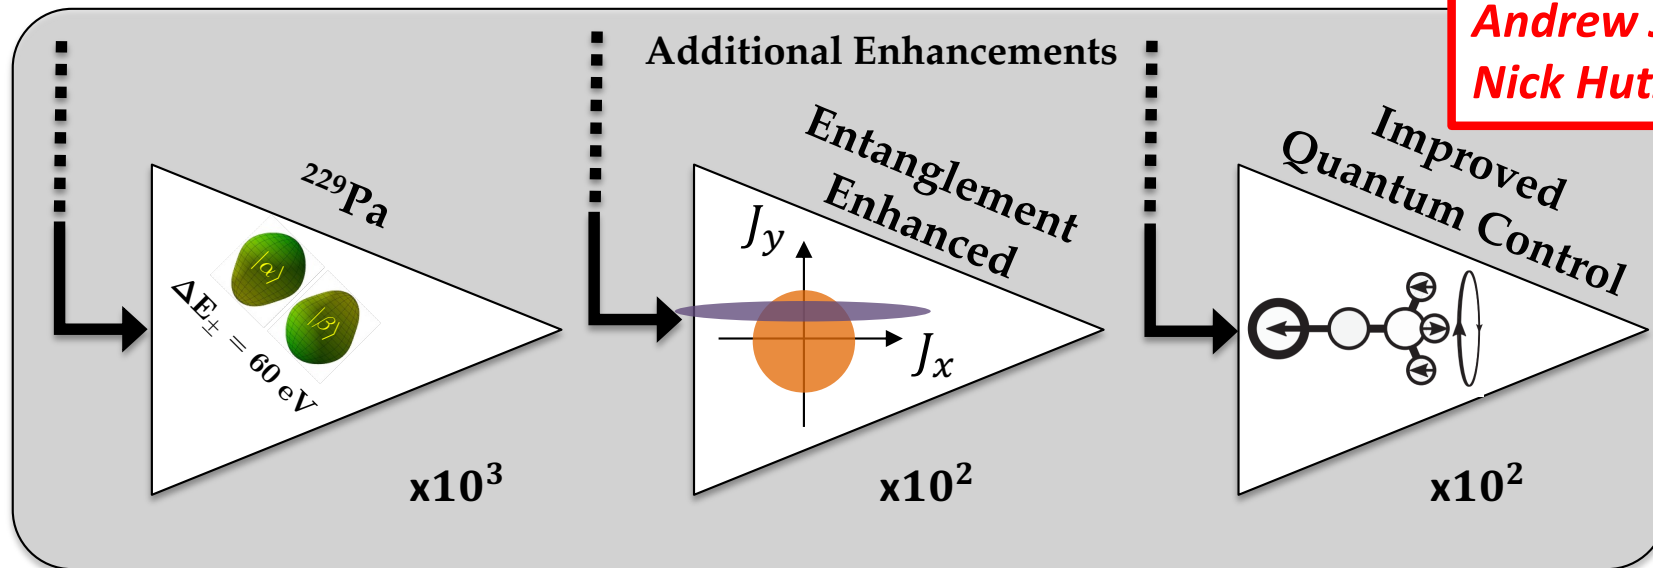 Additional Enhancements
Andrew
Nick
²²⁹Pa
|α⟩
|β⟩
ΔE± = 60 eV
x10³
Entanglement
Enhanced
Jy
Jx
x10²
Improved
Quantum Control
x10²